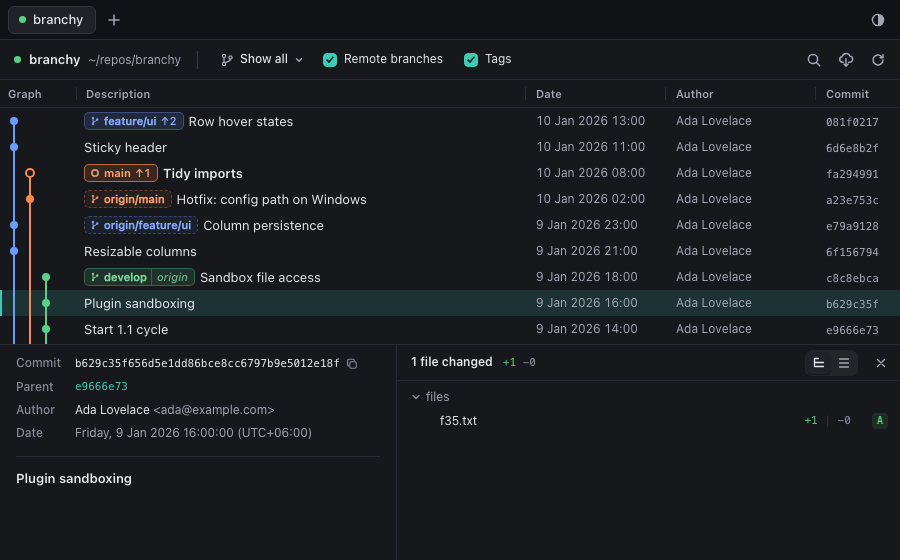 branchy
branchy ~/repos/branchy Show all Remote branches Tags
Graph Description Date Author Commit
feature/ui ↑2 Row hover states 10 Jan 2026 13:00 Ada Lovelace 081f0217
Sticky header 10 Jan 2026 11:00 Ada Lovelace 6d6e8b2f
main ↑1 Tidy imports 10 Jan 2026 08:00 Ada Lovelace fa294991
origin/main Hotfix: config path on Windows 10 Jan 2026 02:00 Ada Lovelace a23e753c
origin/feature/ui Column persistence 9 Jan 2026 23:00 Ada Lovelace e79a9128
Resizable columns 9 Jan 2026 21:00 Ada Lovelace 6f156794
develop origin Sandbox file access 9 Jan 2026 18:00 Ada Lovelace c8c8ebca
Plugin sandboxing 9 Jan 2026 16:00 Ada Lovelace b629c35f
Start 1.1 cycle 9 Jan 2026 14:00 Ada Lovelace e9666e73
Commit b629c35f656d5e1dd86bce8cc6797b9e5012e18f
Parent e9666e73
Author Ada Lovelace <ada@example.com>
Date Friday, 9 Jan 2026 16:00:00 (UTC+06:00)
Plugin sandboxing
1 file changed +1 −0
files
f35.txt +1 −0 A